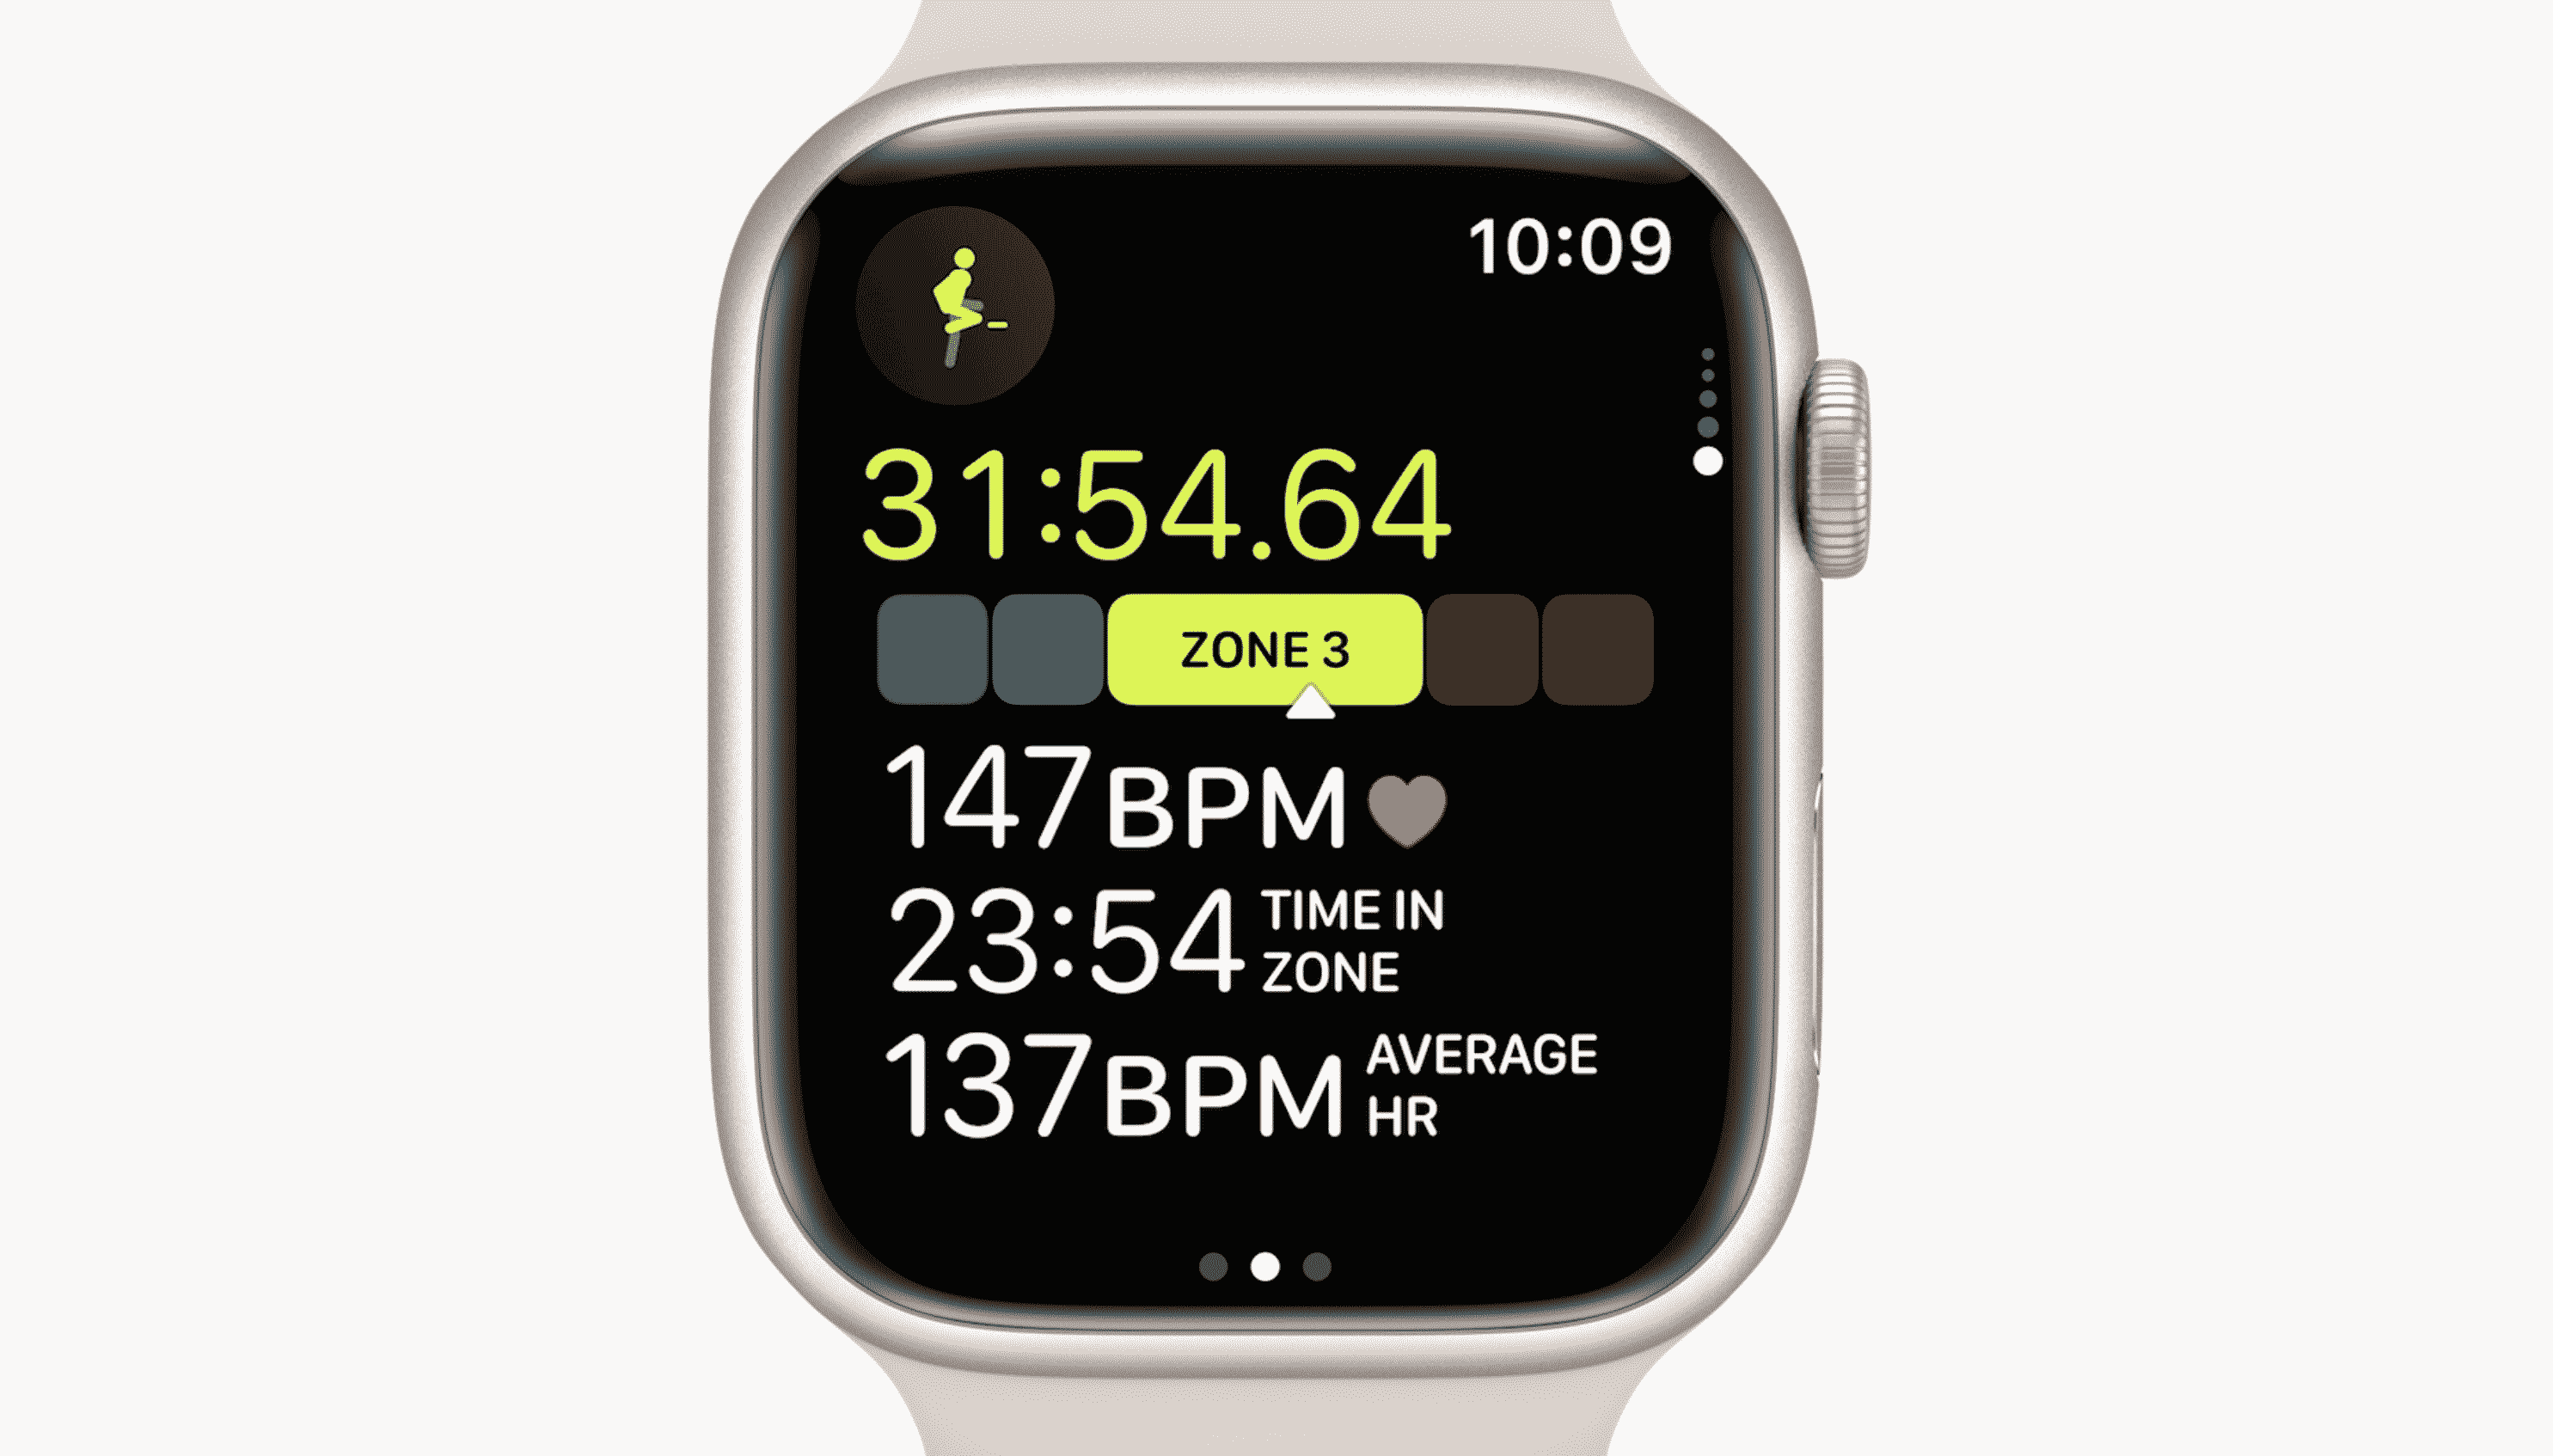 10:09
31:54.64
ZONE 3
147BPM
23:54 TIME IN
ZONE
137BPM AVERAGE
HR